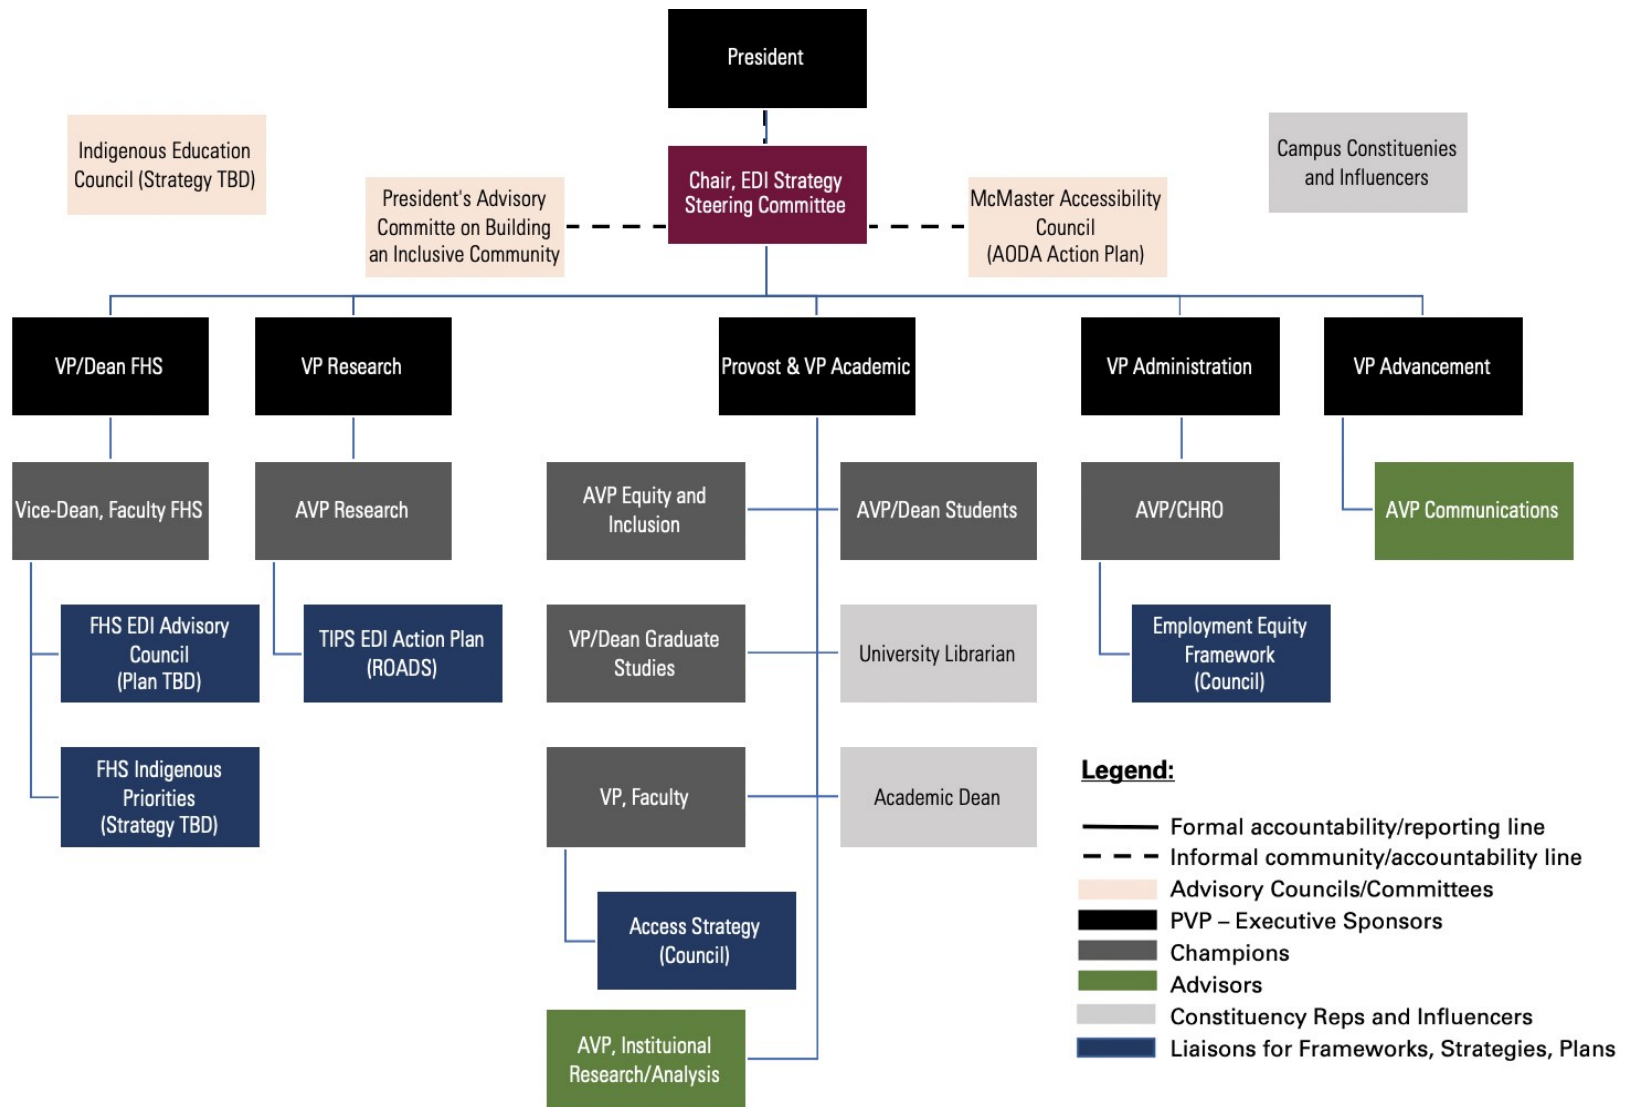 President
Indigenous Education
Council (Strategy TBD)
Campus Constituenies
and Influencers
President's Advisory
Committe on Building
an Inclusive Community
Chair, EDI Strategy
Steering Committee
McMaster Accessibility
Council
(AODA Action Plan)
VP/Dean FHS
VP Research
Provost & VP Academic
VP Administration
VP Advancement
Vice-Dean, Faculty FHS
AVP Research
AVP Equity and
Inclusion
AVP/Dean Students
AVP/CHRO
AVP Communications
FHS EDI Advisory
Council
(Plan TBD)
TIPS EDI Action Plan
(ROADS)
VP/Dean Graduate
Studies
University Librarian
Employment Equity
Framework
(Council)
FHS Indigenous
Priorities
(Strategy TBD)
VP, Faculty
Academic Dean
Access Strategy
(Council)
AVP, Instituional
Research/Analysis
Legend:
Formal accountability/reporting line
Informal community/accountability line
Advisory Councils/Committees
PVP – Executive Sponsors
Champions
Advisors
Constituency Reps and Influencers
Liaisons for Frameworks, Strategies, Plans